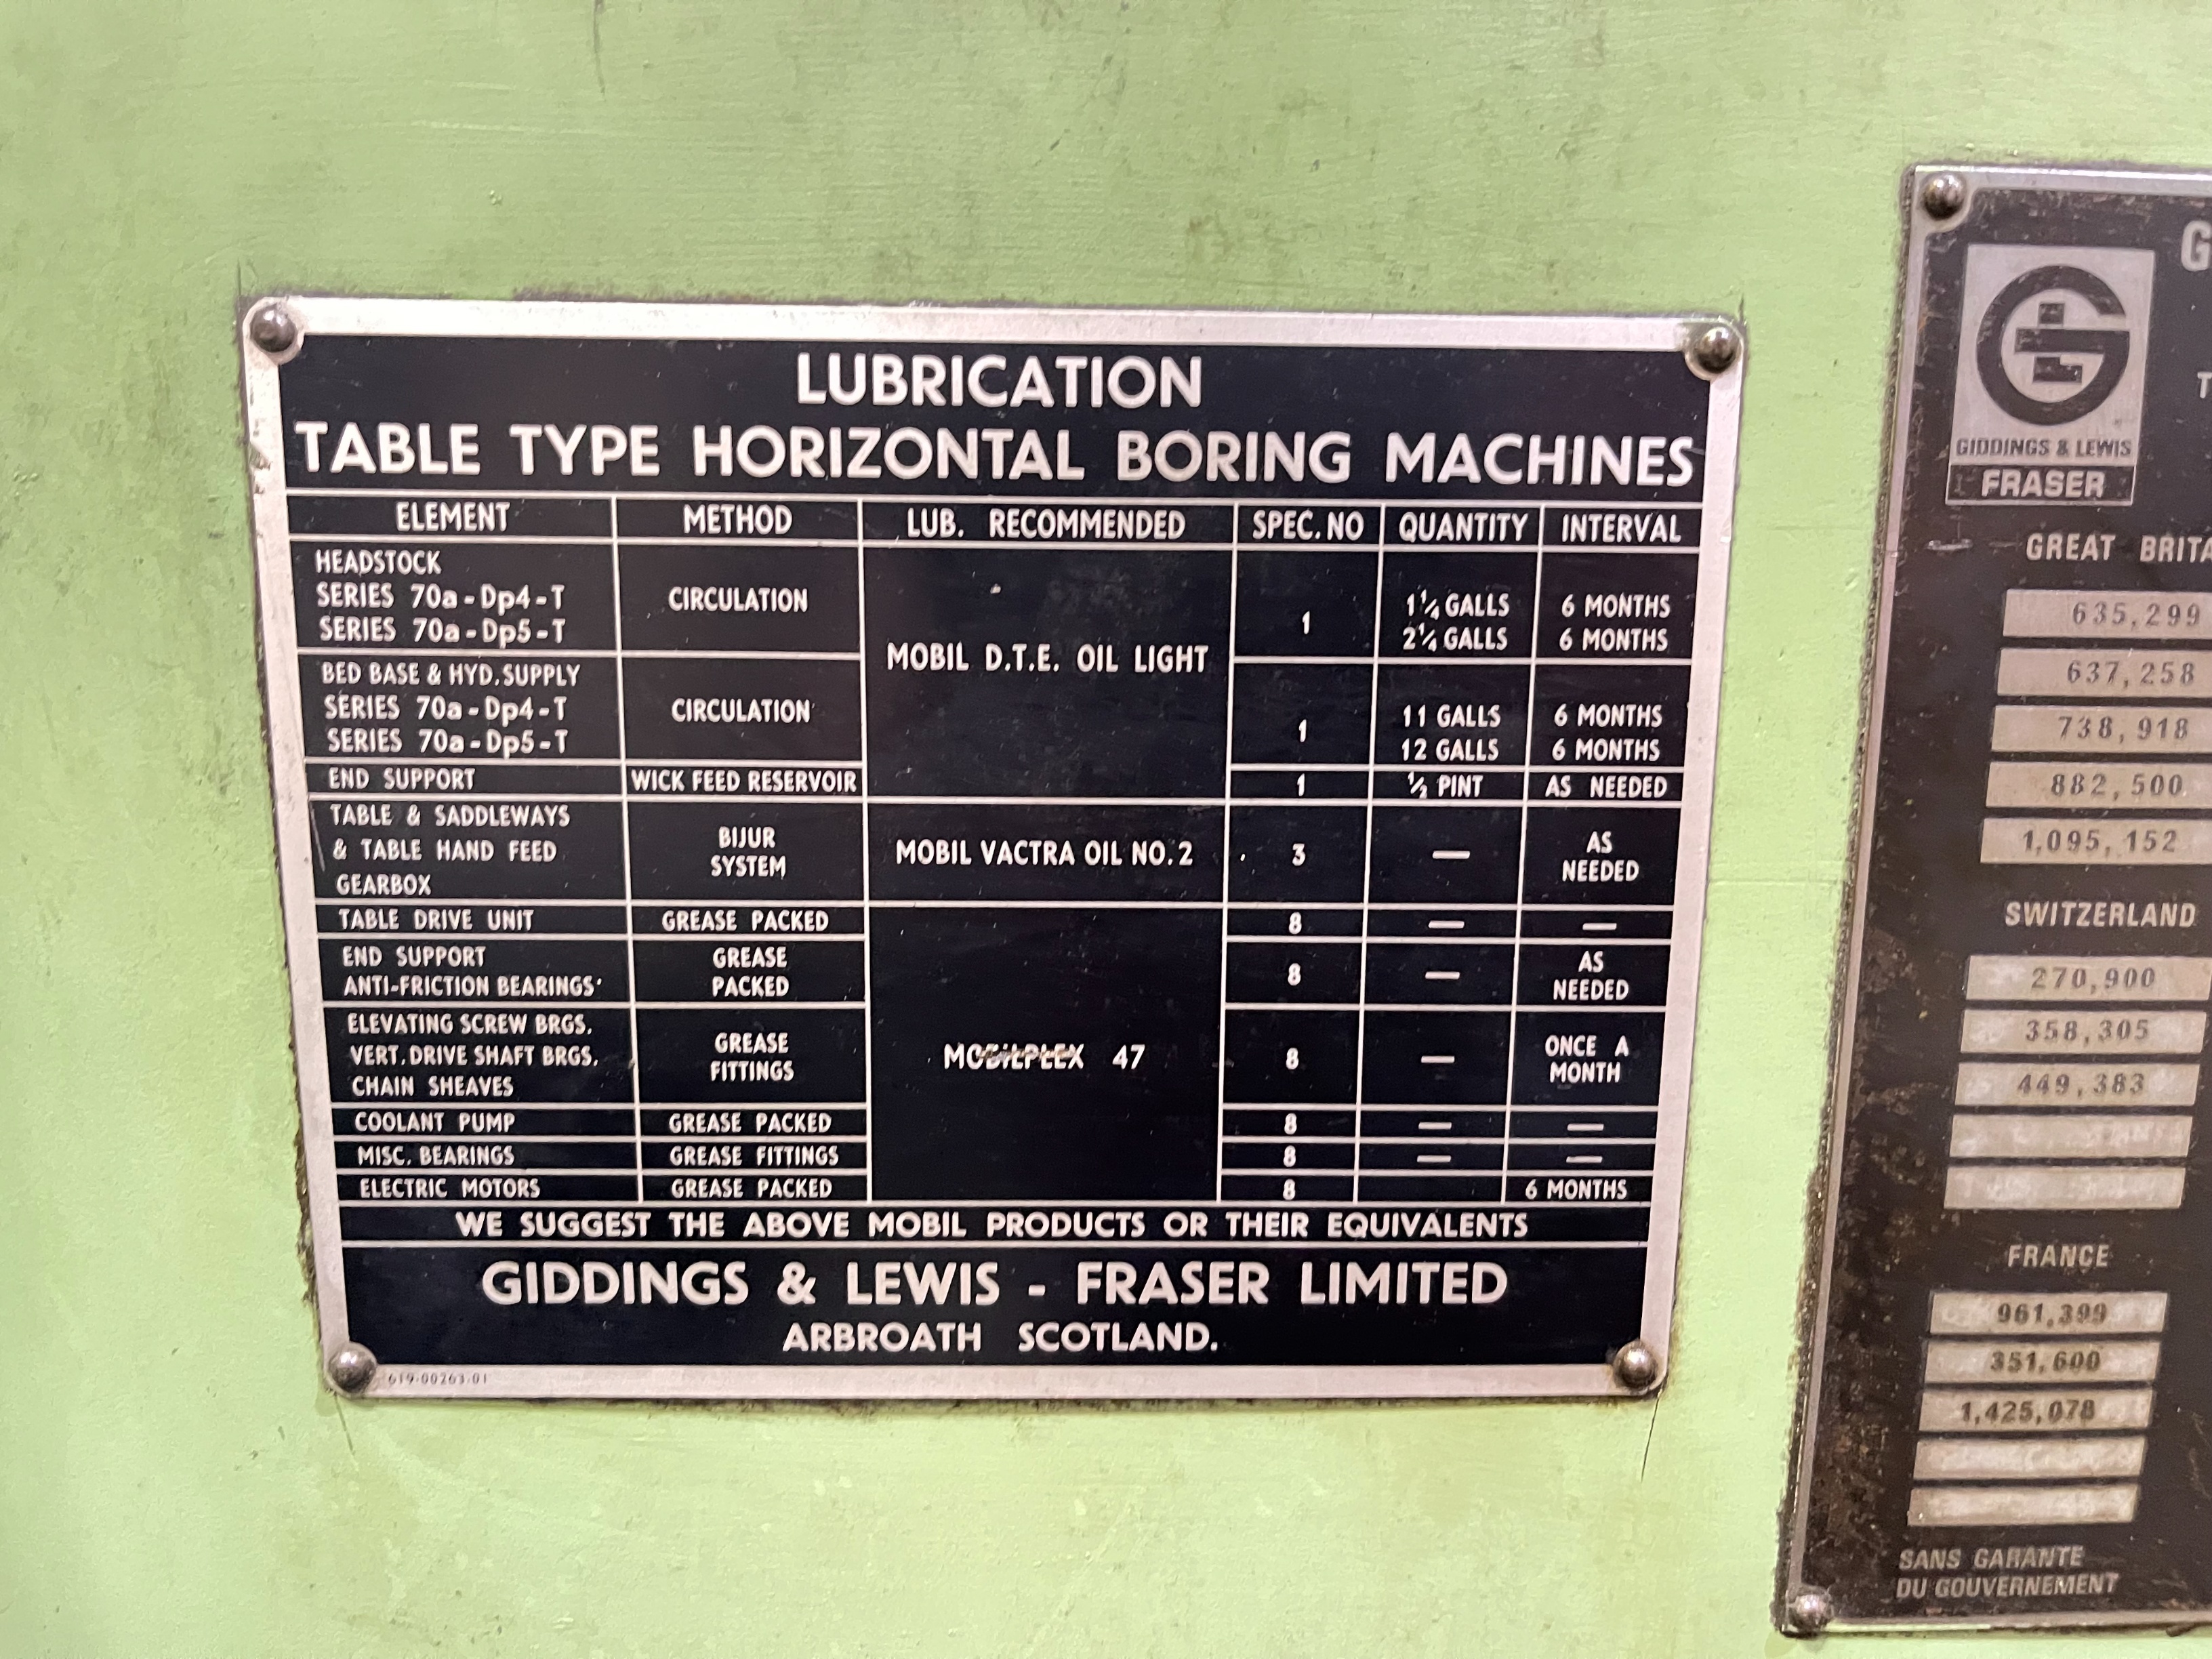 LUBRICATION
TABLE TYPE HORIZONTAL BORING MACHINES
ELEMENT METHOD LUB. RECOMMENDED SPEC. NO QUANTITY INTERVAL
HEADSTOCK
SERIES 70a-Dp4-T CIRCULATION 1 1¼ GALLS 6 MONTHS
SERIES 70a-Dp5-T 2¼ GALLS 6 MONTHS
MOBIL D.T.E. OIL LIGHT
BED BASE & HYD. SUPPLY
SERIES 70a-Dp4-T CIRCULATION 1 11 GALLS 6 MONTHS
SERIES 70a-Dp5-T 12 GALLS 6 MONTHS
END SUPPORT WICK FEED RESERVOIR 1 ½ PINT AS NEEDED
TABLE & SADDLEWAYS
& TABLE HAND FEED
GEARBOX
BIJUR
SYSTEM
MOBIL VACTRA OIL NO. 2 3 —
AS
NEEDED
TABLE DRIVE UNIT GREASE PACKED 8 — —
END SUPPORT
ANTI-FRICTION BEARINGS
GREASE
PACKED
8 —
AS
NEEDED
ELEVATING SCREW BRGS.
VERT. DRIVE SHAFT BRGS.
CHAIN SHEAVES
GREASE
FITTINGS
MOBILPLEX 47 8 —
ONCE A
MONTH
COOLANT PUMP GREASE PACKED 8 — —
MISC. BEARINGS GREASE FITTINGS 8 — —
ELECTRIC MOTORS GREASE PACKED 8 6 MONTHS
WE SUGGEST THE ABOVE MOBIL PRODUCTS OR THEIR EQUIVALENTS
GIDDINGS & LEWIS - FRASER LIMITED
ARBROATH SCOTLAND.
619-00263-01
G
T
GIDDINGS & LEWIS
FRASER
GREAT BRITA
635,299
637,258
738,918
882,500
1,095,152
SWITZERLAND
270,900
358,305
449,383
FRANCE
961,399
351,600
1,425,078
SANS GARANTE
DU GOUVERNEMENT